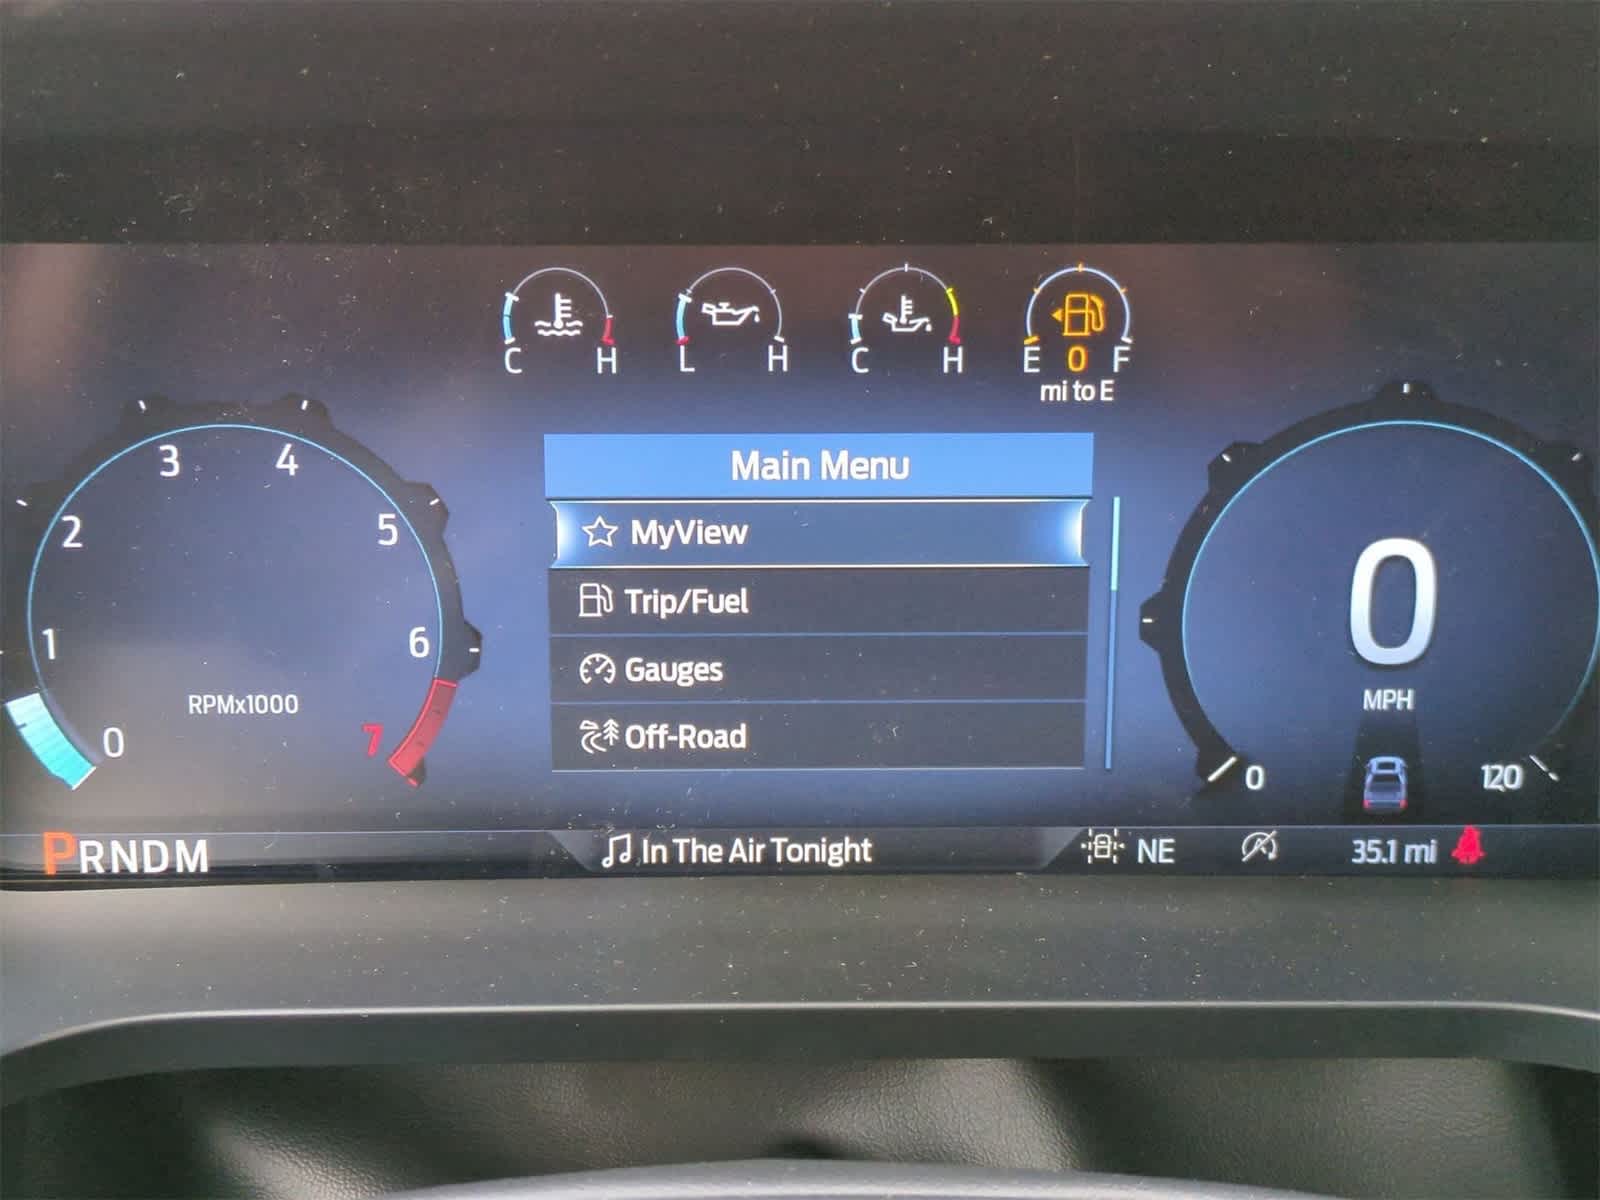 C H
L H
C H
E 0 F
mi to E
Main Menu
MyView
Trip/Fuel
Gauges
Off-Road
0
1
2
3
4
5
6
7
RPMx1000
0
MPH
0
120
PRNDM
In The Air Tonight
NE
35.1 mi